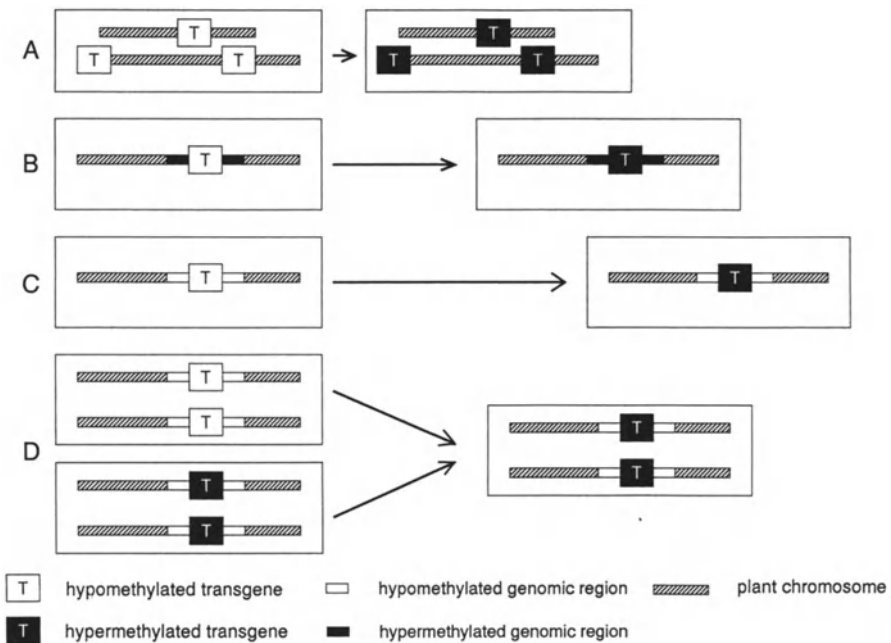 A
T
T T
T
T T
B
T
T
C
T
T
D
T
T
T
T
T
T
T hypomethylated transgene hypomethylated genomic region plant chromosome
T hypermethylated transgene hypermethylated genomic region